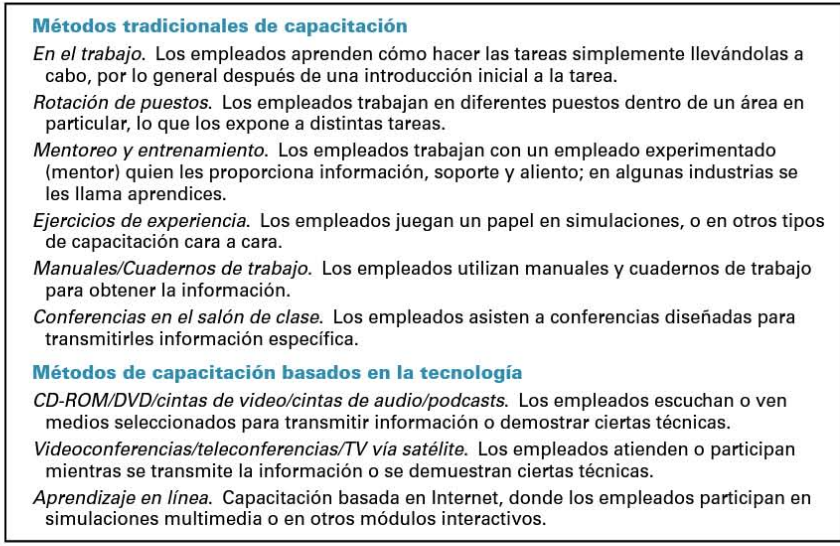 Métodos tradicionales de capacitación
En el trabajo. Los empleados aprenden cómo hacer las tareas simplemente llevándolas a
cabo, por lo general después de una introducción inicial a la tarea.
Rotación de puestos. Los empleados trabajan en diferentes puestos dentro de un área en
particular, lo que los expone a distintas tareas.
Mentoreo y entrenamiento. Los empleados trabajan con un empleado experimentado
(mentor) quien les proporciona información, soporte y aliento; en algunas industrias se
les llama aprendices.
Ejercicios de experiencia. Los empleados juegan un papel en simulaciones, o en otros tipos
de capacitación cara a cara.
Manuales/Cuadernos de trabajo. Los empleados utilizan manuales y cuadernos de trabajo
para obtener la información.
Conferencias en el salón de clase. Los empleados asisten a conferencias diseñadas para
transmitirles información específica.
Métodos de capacitación basados en la tecnología
CD-ROM/DVD/cintas de video/cintas de audio/podcasts. Los empleados escuchan o ven
medios seleccionados para transmitir información o demostrar ciertas técnicas.
Videoconferencias/teleconferencias/TV vía satélite. Los empleados atienden o participan
mientras se transmite la información o se demuestran ciertas técnicas.
Aprendizaje en línea. Capacitación basada en Internet, donde los empleados participan en
simulaciones multimedia o en otros módulos interactivos.